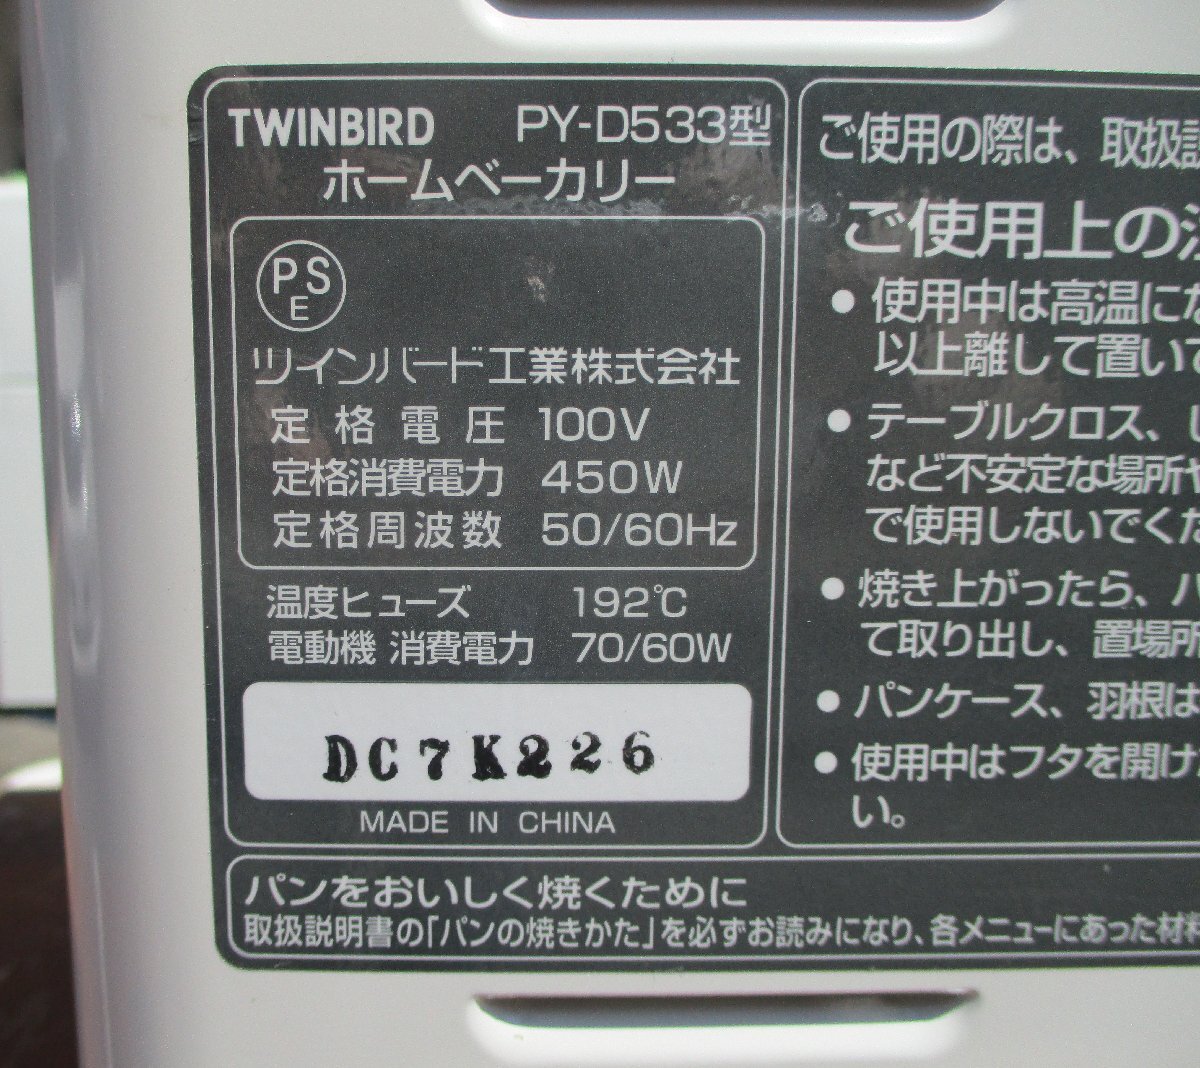 TWINBIRD PY-D533型
ホームベーカリー
PS
E
ツインバード工業株式会社
定格電圧 100V
定格消費電力 450W
定格周波数 50/60Hz
温度ヒューズ 192℃
電動機 消費電力 70/60W
DC7K226
MADE IN CHINA
ご使用の際は、取扱
ご使用上の
●使用中は高温にな
以上離して置いて
●テーブルクロス、し
など不安定な場所や
で使用しないでくだ
●焼き上がったら、パ
て取り出し、置場所
●パンケース、羽根は
●使用中はフタを開け
い。
パンをおいしく焼くために
取扱説明書の「パンの焼きかた」を必ずお読みになり、各メニューにあった材料